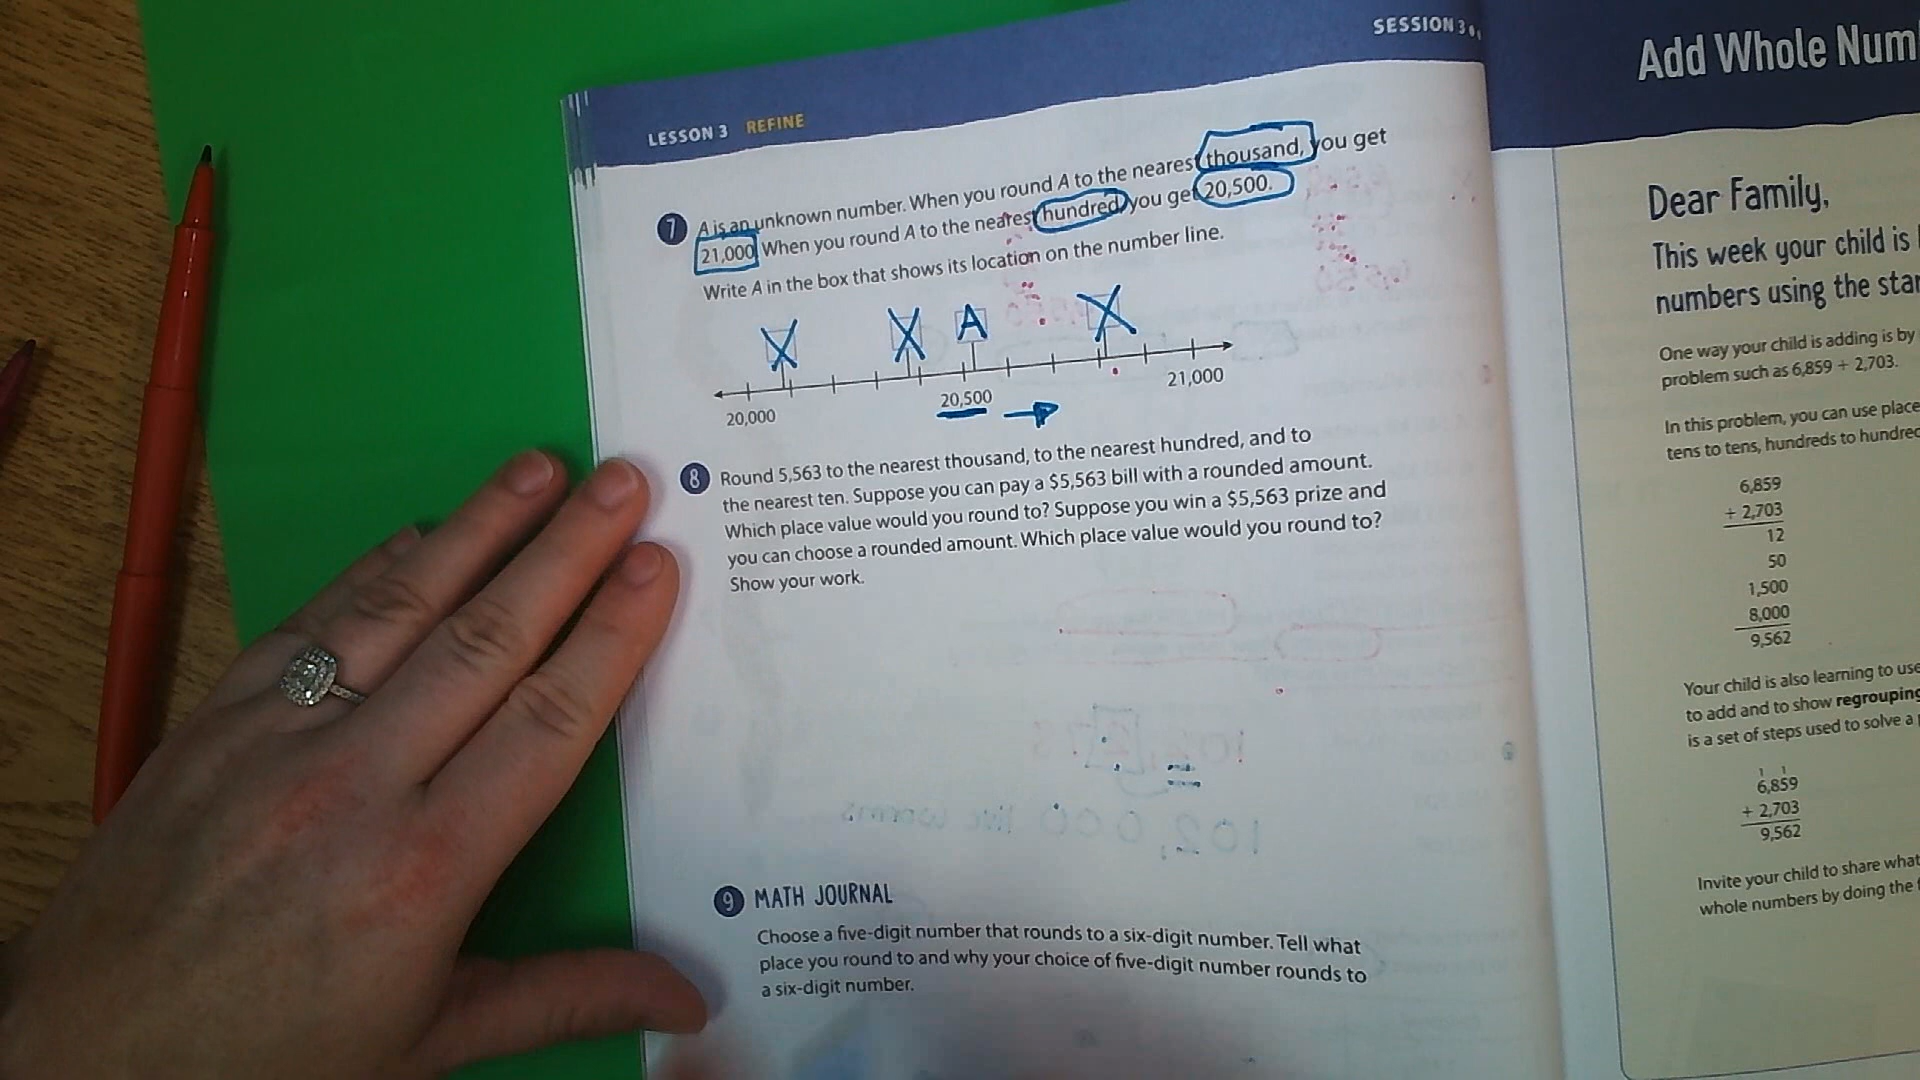 SESSION 3
LESSON 3 REFINE
7 A is an unknown number. When you round A to the nearest thousand, you get
21,000. When you round A to the nearest hundred, you get 20,500.
Write A in the box that shows its location on the number line.
X X A X
20,000 20,500 21,000
8 Round 5,563 to the nearest thousand, to the nearest hundred, and to
the nearest ten. Suppose you can pay a $5,563 bill with a rounded amount.
Which place value would you round to? Suppose you win a $5,563 prize and
you can choose a rounded amount. Which place value would you round to?
Show your work.
9 MATH JOURNAL
Choose a five-digit number that rounds to a six-digit number. Tell what
place you round to and why your choice of five-digit number rounds to
a six-digit number.
Add Whole
Dear Family,
This week your child is
numbers using the
One way your child is adding is by
problem such as 6,859 + 2,703.
In this problem, you can use place
tens to tens, hundreds to
6,859
+ 2,703
12
50
1,500
8,000
9,562
Your child is also learning to
to add and to show regrouping
is a set of steps used to solve a
1 1
6,859
+ 2,703
9,562
Invite your child to share what
whole numbers by doing the